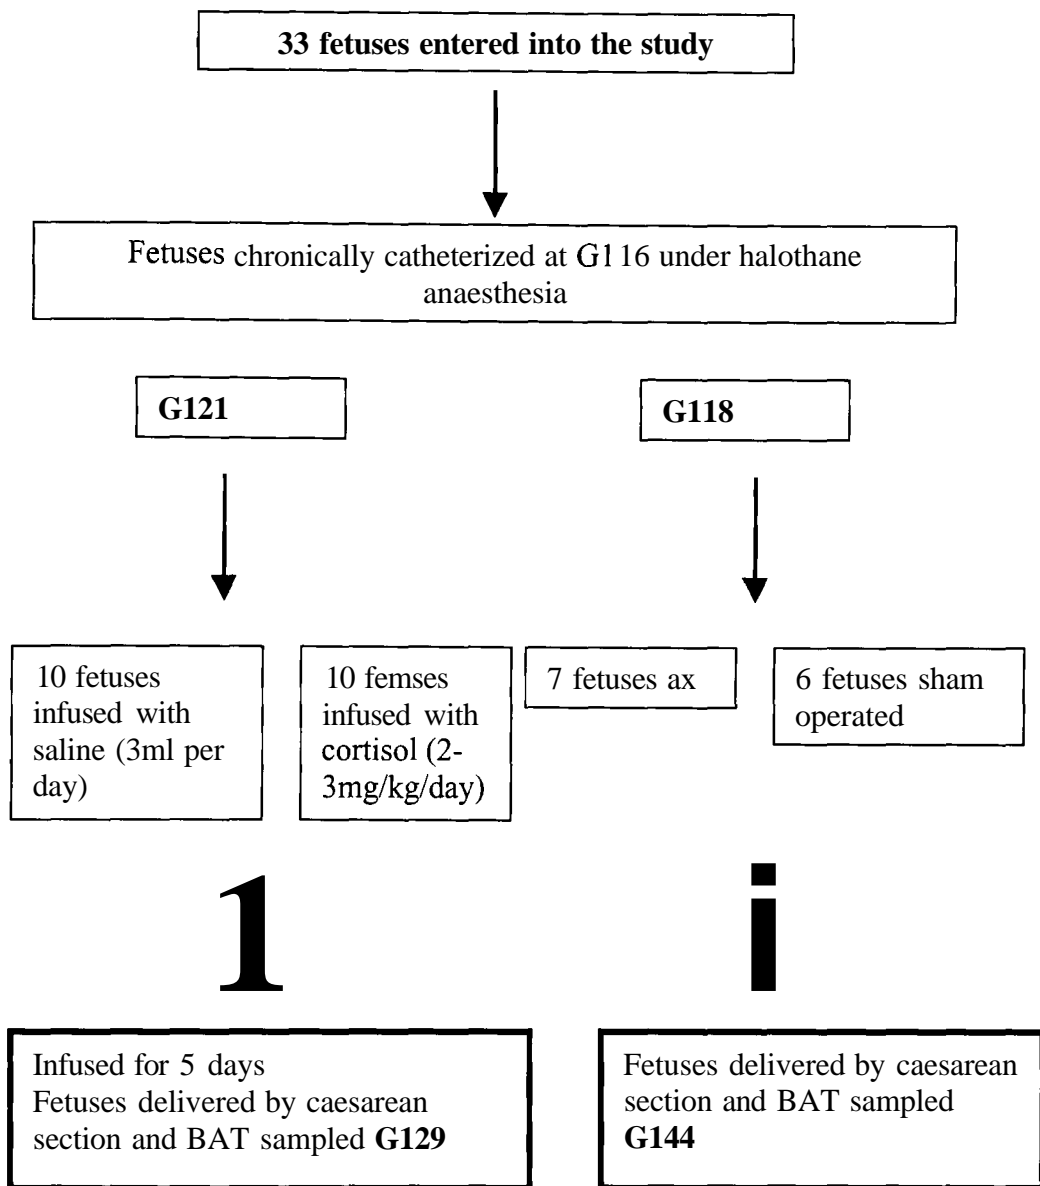 33 fetuses entered into the study
Fetuses chronically catheterized at G1 16 under halothane
anaesthesia
G121
G118
10 fetuses
infused with
saline (3ml per
day)
10 femses
infused with
cortisol (2-
3mg/kg/day)
7 fetuses ax
6 fetuses sham
operated
1
i
Infused for 5 days
Fetuses delivered by caesarean
section and BAT sampled G129
Fetuses delivered by caesarean
section and BAT sampled
G144